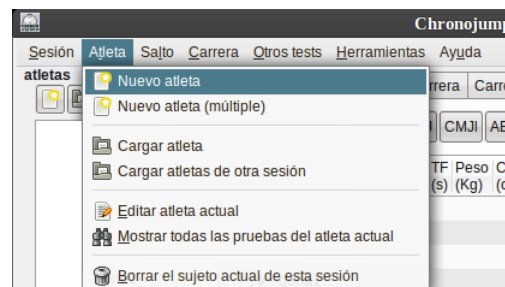 Chronojump
Sesión Atleta Salto Carrera Otros tests Herramientas Ayuda
atletas
Nuevo atleta
Nuevo atleta (múltiple)
Cargar atleta
Cargar atletas de otra sesión
Editar atleta actual
Mostrar todas las pruebas del atleta actual
Borrar el sujeto actual de esta sesión
rrera Carr
CMJI AB
TF Peso
(s) (Kg)